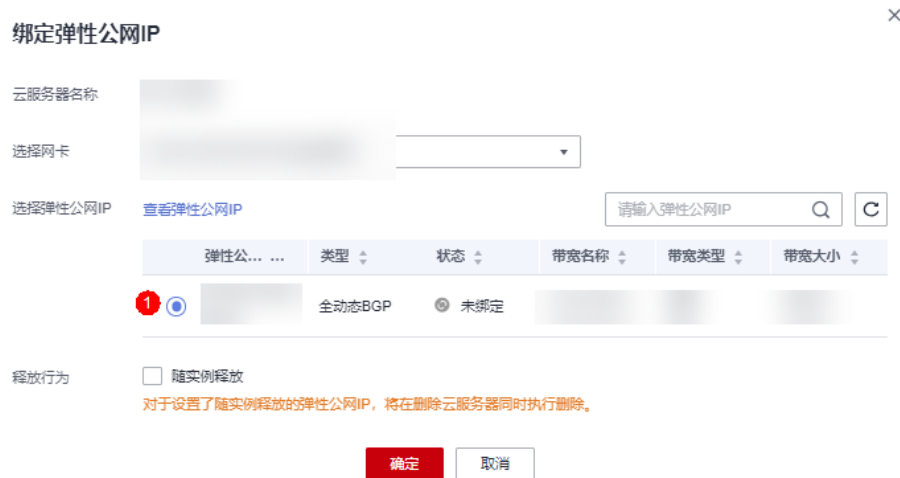 绑定弹性公网IP
云服务器名称
选择网卡
选择弹性公网IP 查看弹性公网IP 请输入弹性公网IP
弹性公... ... 类型 状态 带宽名称 带宽类型 带宽大小
1 全动态BGP 未绑定
释放行为 随实例释放
对于设置了随实例释放的弹性公网IP，将在删除云服务器同时执行删除。
确定 取消